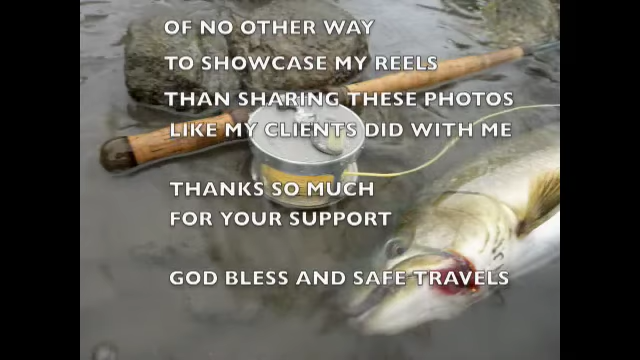 OF NO OTHER WAY
TO SHOWCASE MY REELS
THAN SHARING THESE PHOTOS
LIKE MY CLIENTS DID WITH ME
THANKS SO MUCH
FOR YOUR SUPPORT
GOD BLESS AND SAFE TRAVELS